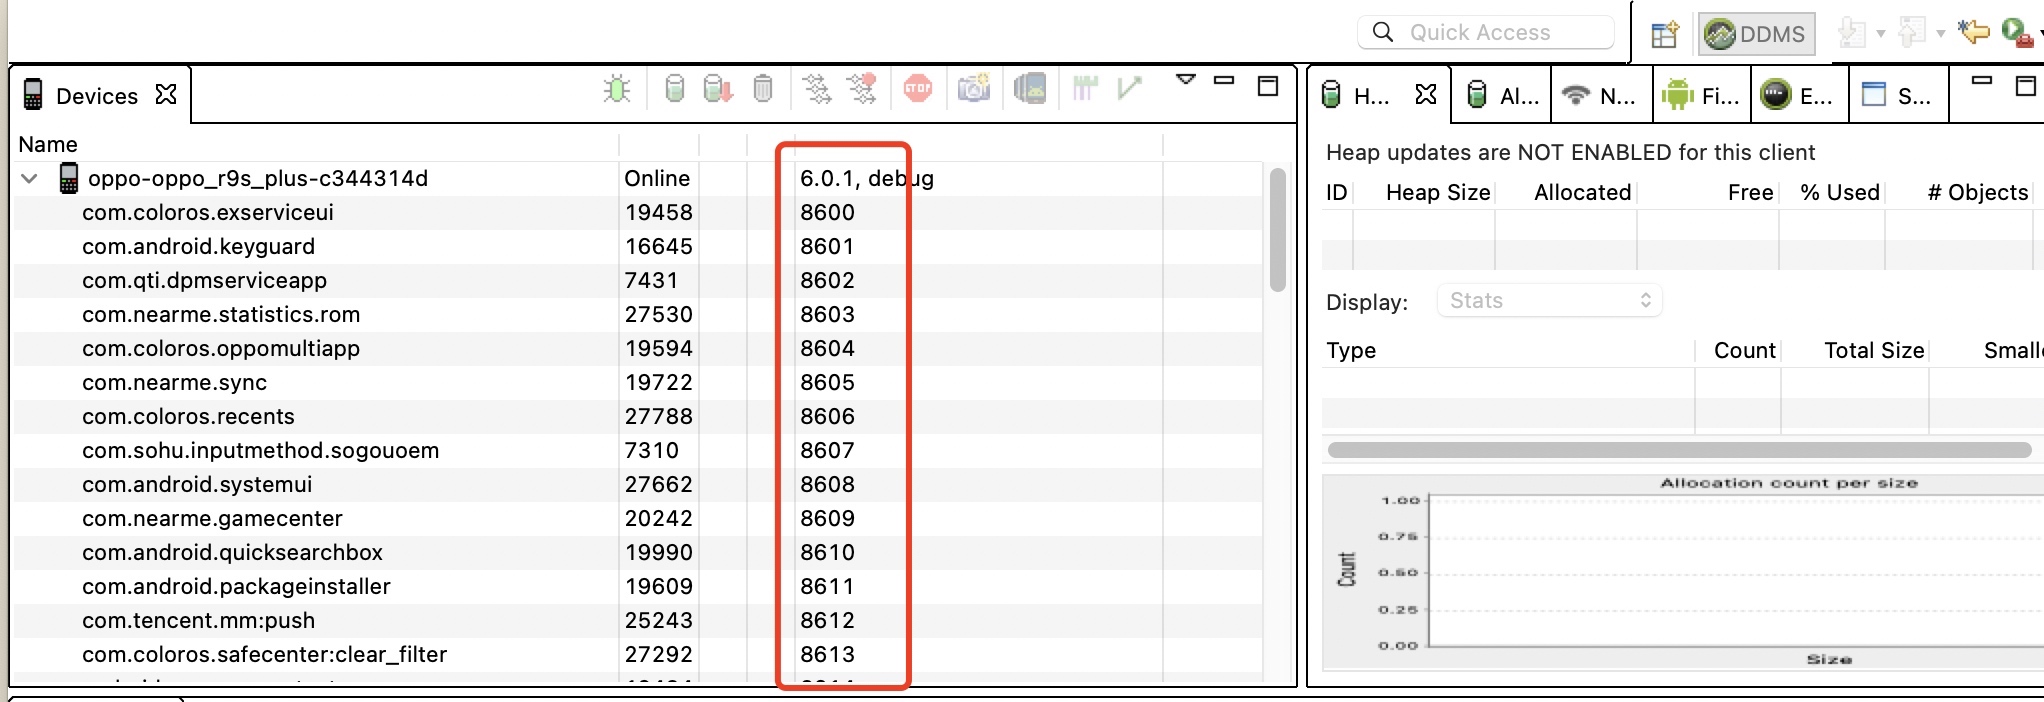 Quick Access
DDMS
Devices
H...
Al...
N...
Fi...
E...
S...
Name
oppo-oppo_r9s_plus-c344314d Online 6.0.1, debug
com.coloros.exserviceui 19458 8600
com.android.keyguard 16645 8601
com.qti.dpmserviceapp 7431 8602
com.nearme.statistics.rom 27530 8603
com.coloros.oppomultiapp 19594 8604
com.nearme.sync 19722 8605
com.coloros.recents 27788 8606
com.sohu.inputmethod.sogouoem 7310 8607
com.android.systemui 27662 8608
com.nearme.gamecenter 20242 8609
com.android.quicksearchbox 19990 8610
com.android.packageinstaller 19609 8611
com.tencent.mm:push 25243 8612
com.coloros.safecenter:clear_filter 27292 8613
Heap updates are NOT ENABLED for this client
ID Heap Size Allocated Free % Used # Objects
Display: Stats
Type Count Total Size Small
Allocation count per size
1.00
0.75
0.50
0.25
0.00
Count
Size
STOP